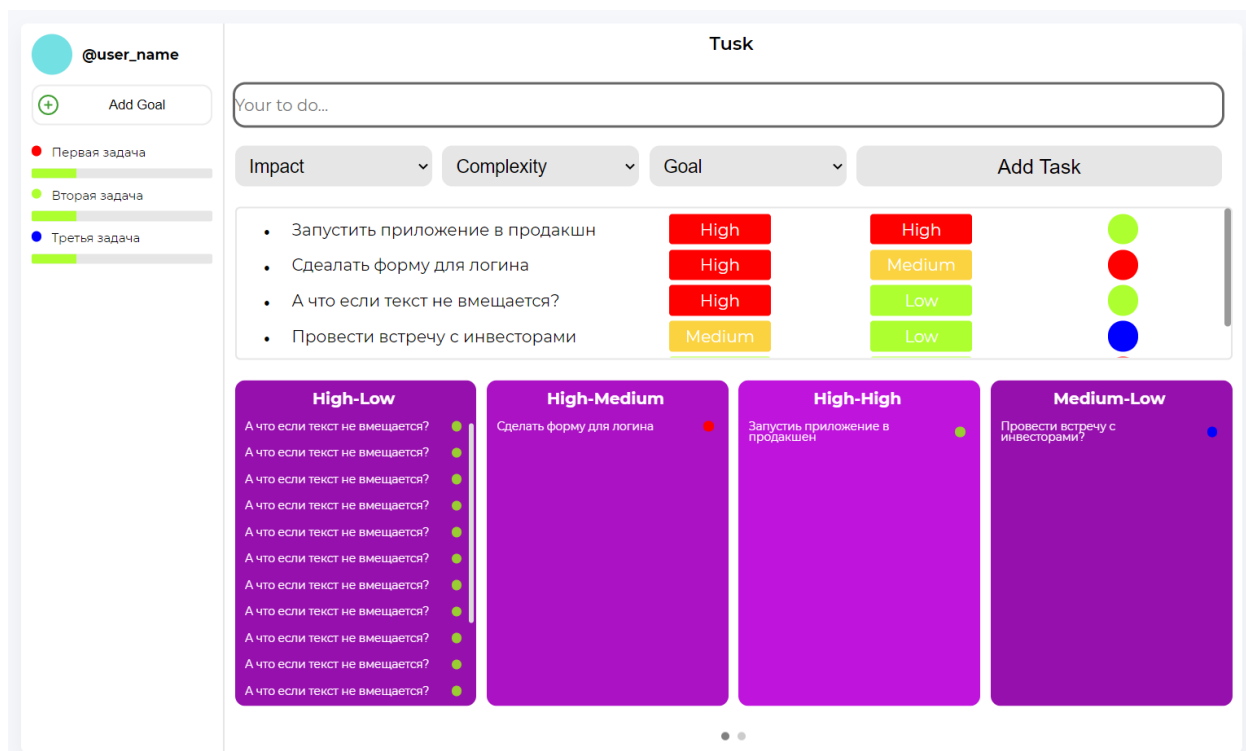 @user_name
Add Goal
Первая задача
Вторая задача
Третья задача
Tusk
Your to do...
Impact
Complexity
Goal
Add Task
Запустить приложение в продакшн
High
High
Сдеалать форму для логина
High
Medium
А что если текст не вмещается?
High
Low
Провести встречу с инвесторами
Medium
Low
High-Low
А что если текст не вмещается?
А что если текст не вмещается?
А что если текст не вмещается?
А что если текст не вмещается?
А что если текст не вмещается?
А что если текст не вмещается?
А что если текст не вмещается?
А что если текст не вмещается?
А что если текст не вмещается?
А что если текст не вмещается?
А что если текст не вмещается?
High-Medium
Сделать форму для логина
High-High
Запустиь приложение в
продакшен
Medium-Low
Провести встречу с
инвесторами?